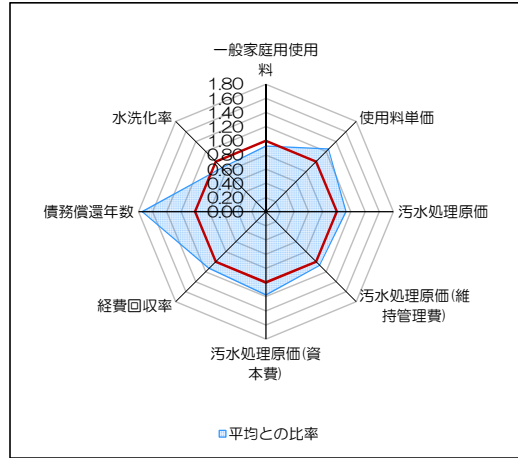 一般家庭用使用
料
1.80
1.60
1.40
1.20
1.00
0.80
0.60
0.40
0.20
0.00
水洗化率
使用料単価
債務償還年数
汚水処理原価
経費回収率
汚水処理原価(維
持管理費)
汚水処理原価(資
本費)
平均との比率